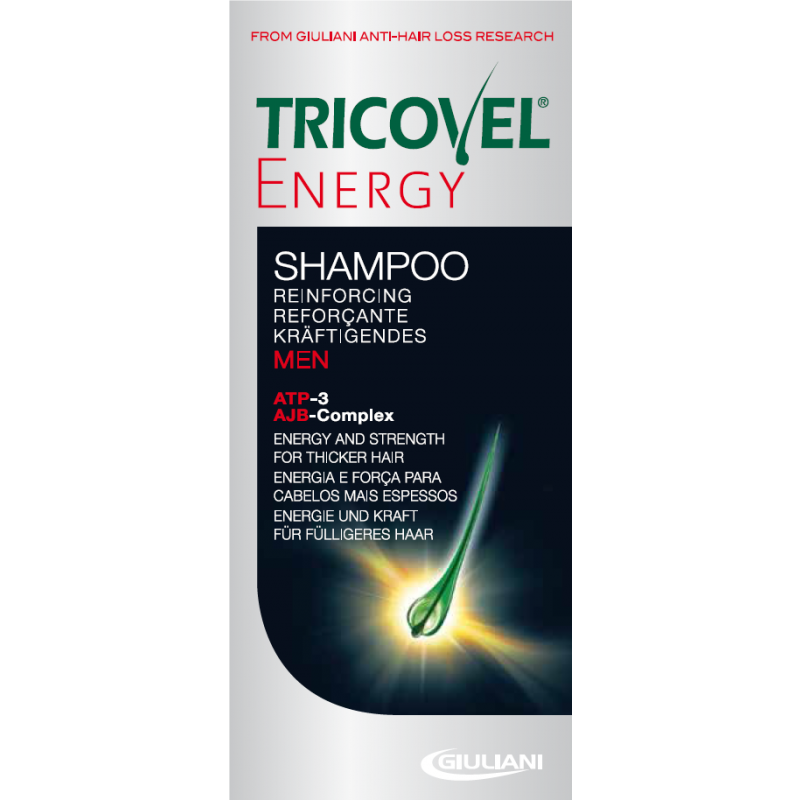 FROM GIULIANI ANTI-HAIR LOSS RESEARCH
TRICOVEL®
ENERGY
SHAMPOO
REINFORCING
REFORÇANTE
KRÄFTIGENDES
MEN
ATP-3
AJB-Complex
ENERGY AND STRENGTH
FOR THICKER HAIR
ENERGIA E FORÇA PARA
CABELOS MAIS ESPESSOS
ENERGIE UND KRAFT
FÜR FÜLLIGERES HAAR
GIULIANI